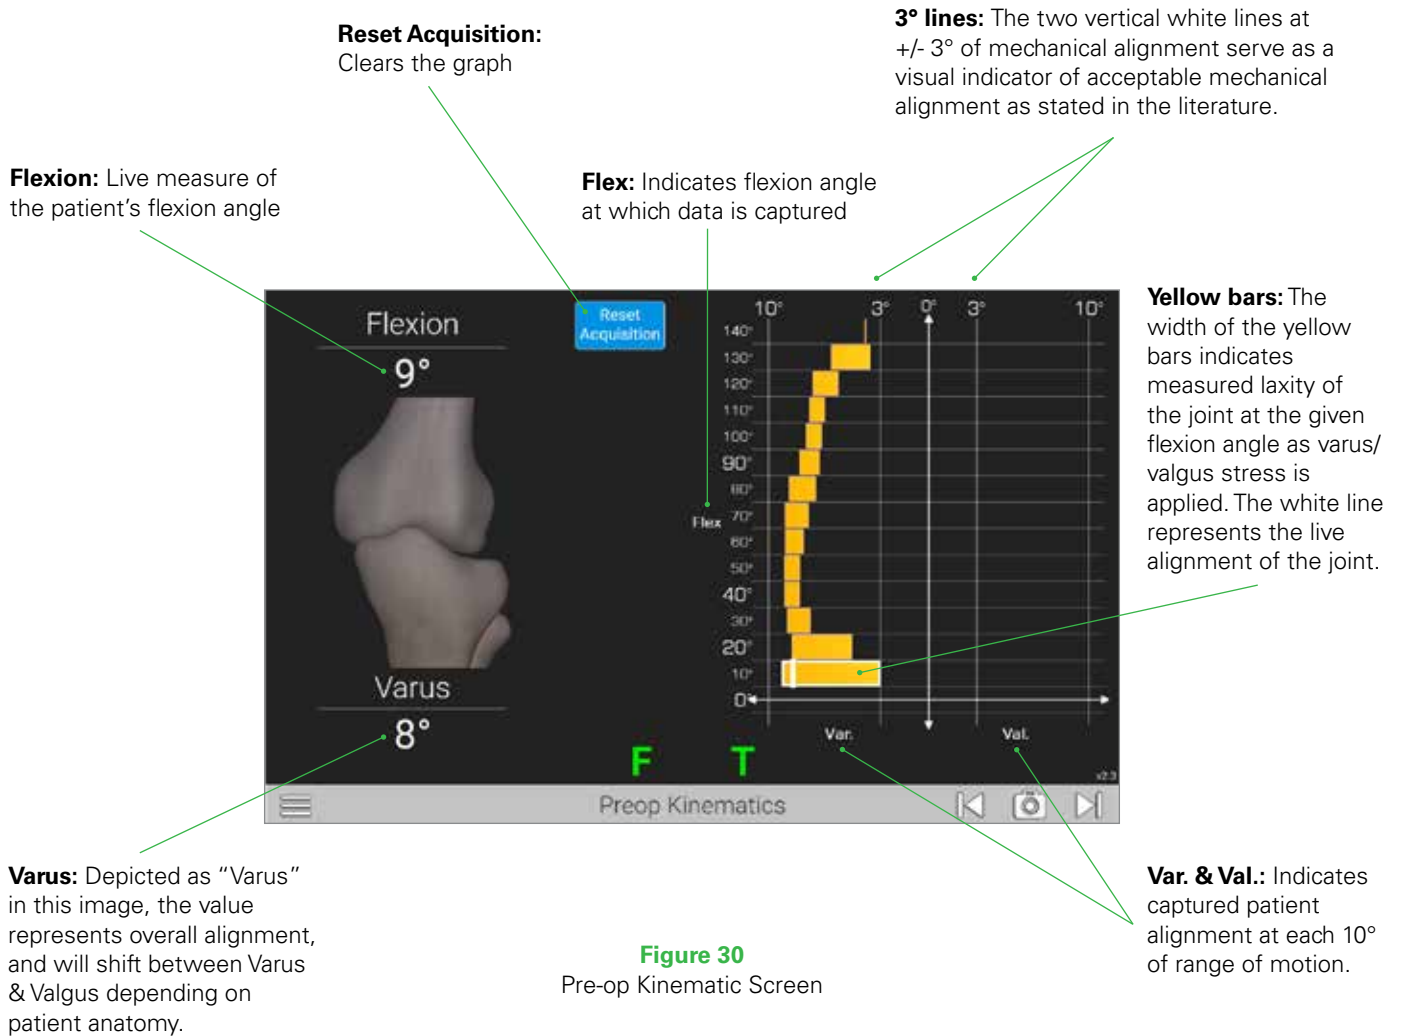 3° lines: The two vertical white lines at
+/- 3° of mechanical alignment serve as a
visual indicator of acceptable mechanical
alignment as stated in the literature.
Reset Acquisition:
Clears the graph
Flexion: Live measure of
the patient's flexion angle
Flex: Indicates flexion angle
at which data is captured
Yellow bars: The
width of the yellow
bars indicates
measured laxity of
the joint at the given
flexion angle as varus/
valgus stress is
applied. The white line
represents the live
alignment of the joint.
Flexion
9°
Varus
8°
Reset
Acquisition
10° 3° 0° 3° 10°
140°
130°
120°
110°
100°
90°
80°
Flex 70°
60°
50°
40°
30°
20°
10°
0°
Var. Val.
F T
v2.3
Preop Kinematics
Varus: Depicted as “Varus”
in this image, the value
represents overall alignment,
and will shift between Varus
& Valgus depending on
patient anatomy.
Figure 30
Pre-op Kinematic Screen
Var. & Val.: Indicates
captured patient
alignment at each 10°
of range of motion.